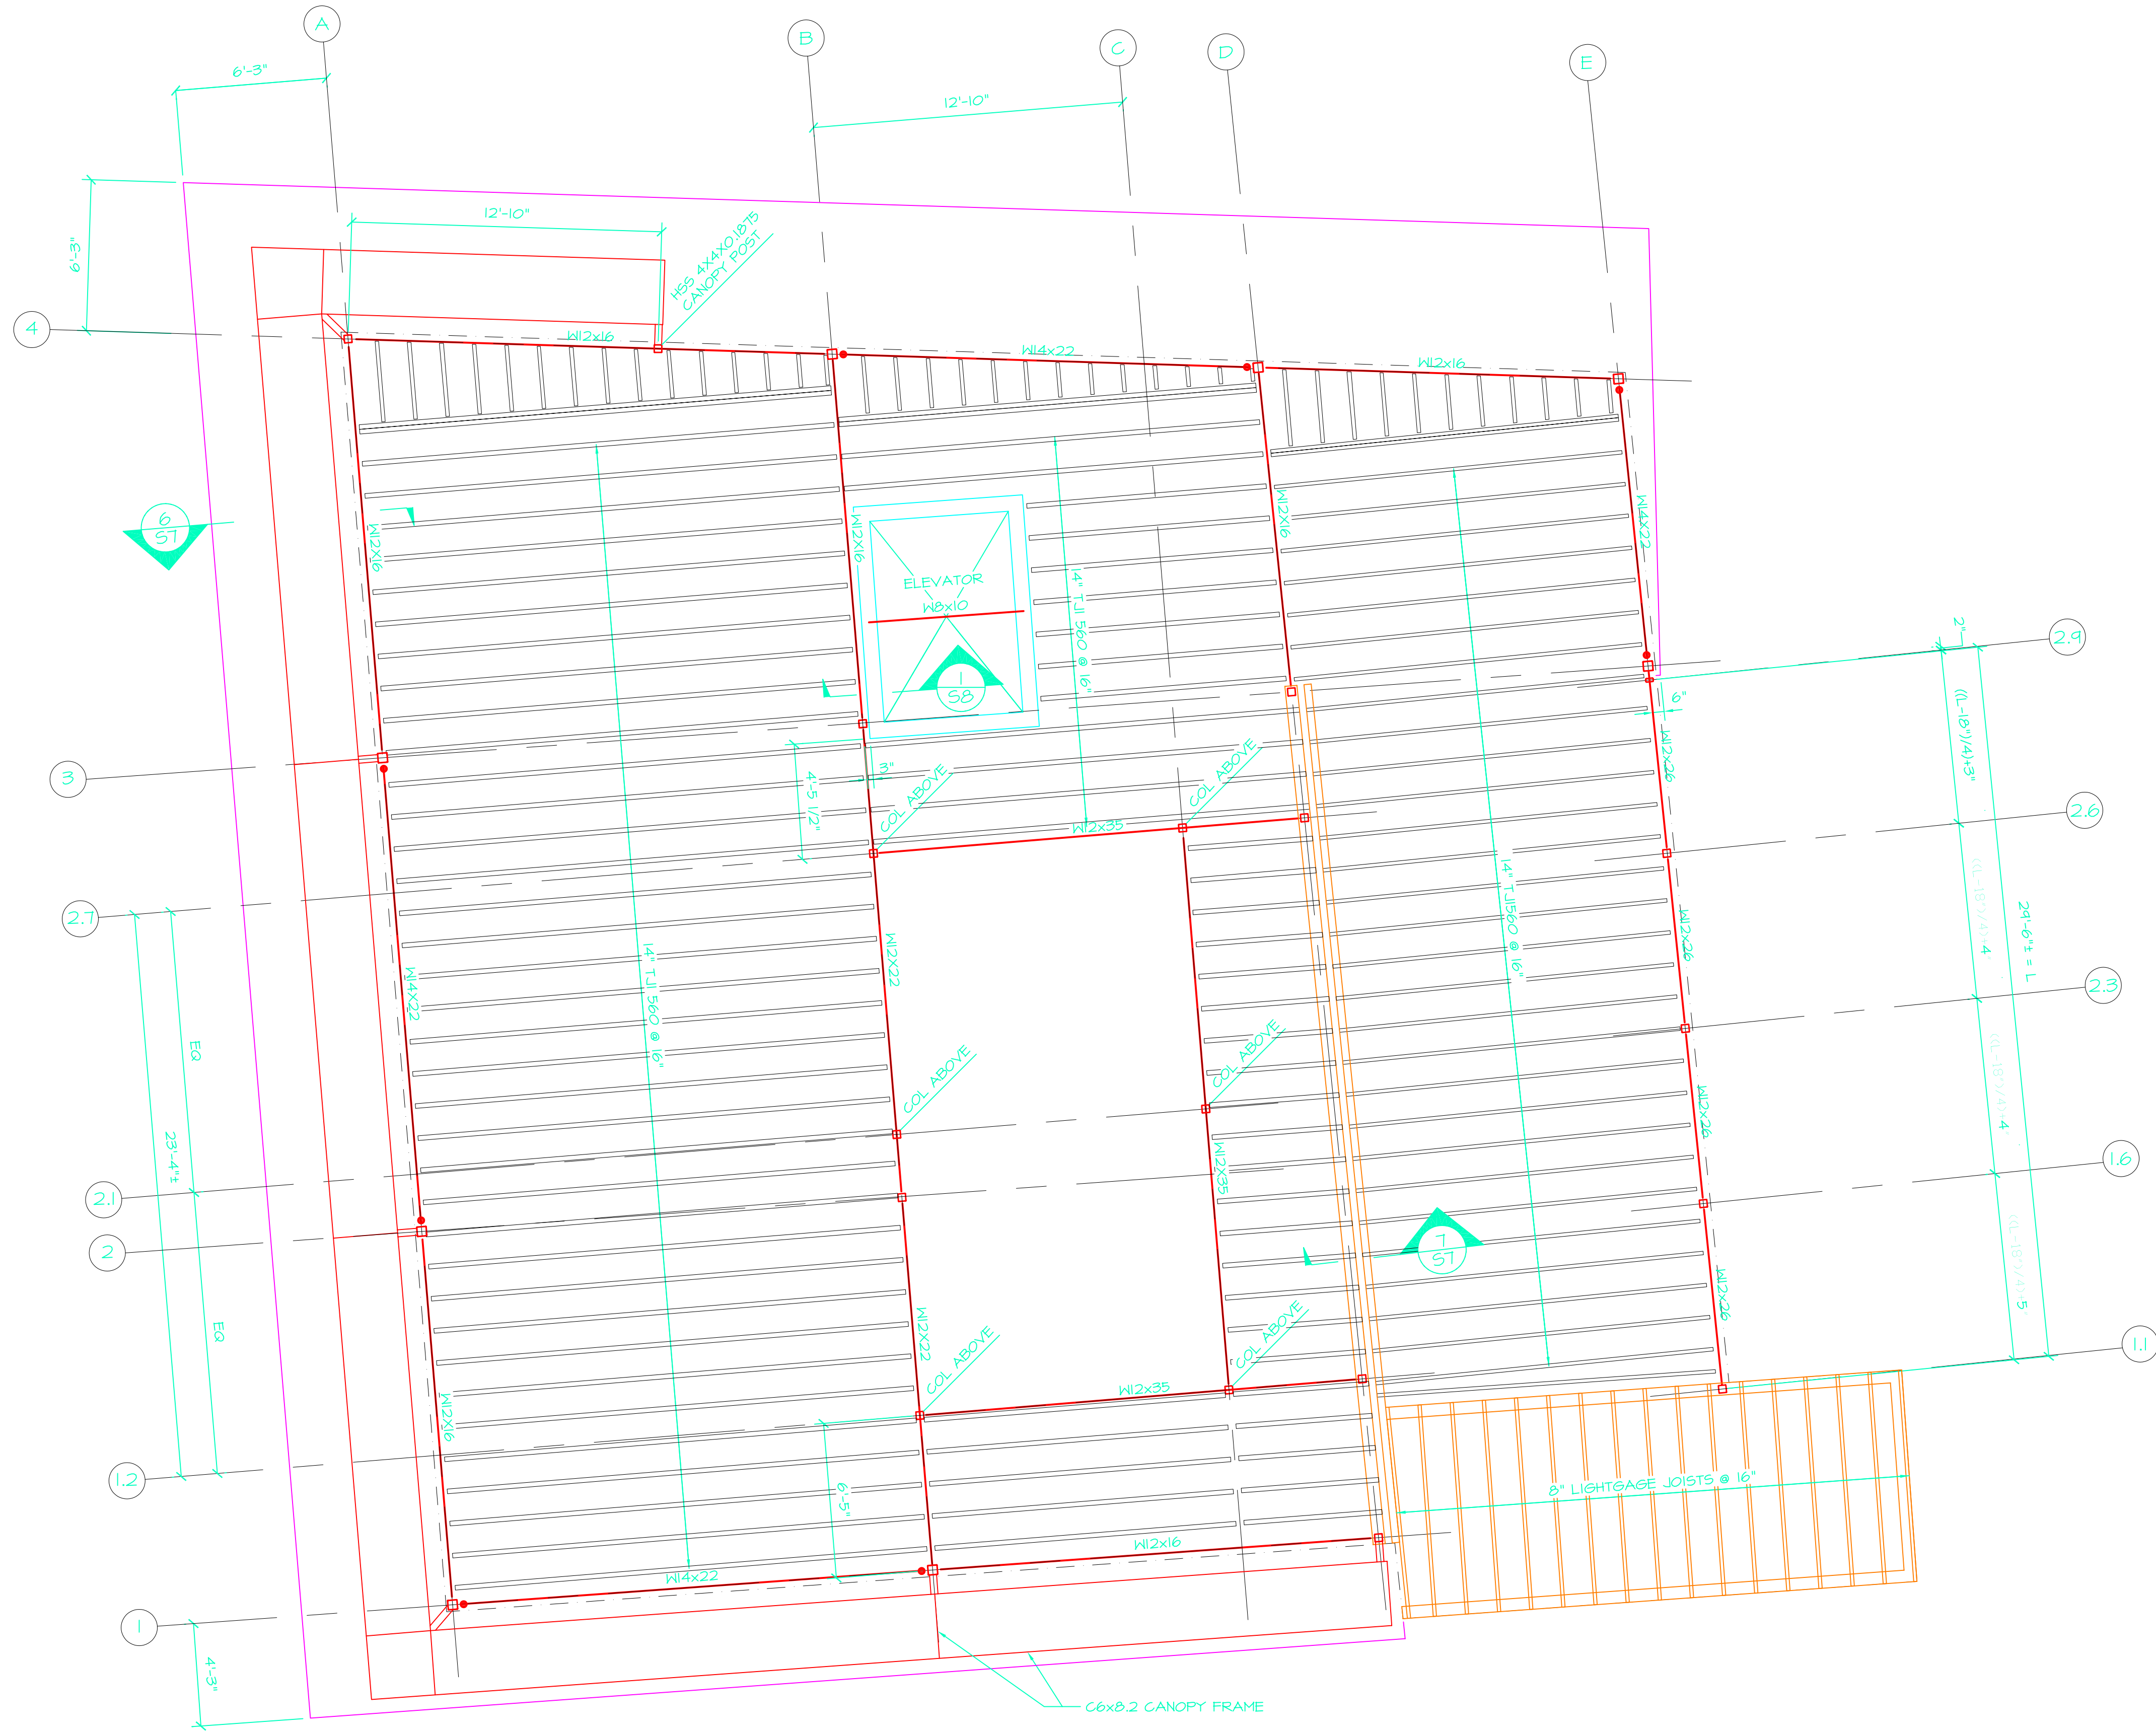 A
B
C
D
E
6'-3"
12'-10"
12'-10"
6'-3"
HSS 4X4X0.1875
CANOPY POST
4
W12x16
W14x22
W12x16
6
S7
W12X16
W12X16
W12X16
W14X22
ELEVATOR
W8x10
14" TJI 560 @ 16"
1
S8
2"
2.9
6"
((L-18")/4)+3"
W12x26
3
3"
4'-5 1/2"
COL ABOVE
COL ABOVE
W12x35
2.6
14" TJI560 @ 16"
2.7
W14X22
14" TJI 560 @ 16"
W12X22
W12x26
29'-6"± = L
2.3
EQ
23'-4"±
COL ABOVE
COL ABOVE
W12X35
W12x26
1.6
2.1
2
7
S7
EQ
W12X22
COL ABOVE
COL ABOVE
W12x26
1.1
W12X16
W12x35
1.2
6'-5"
8" LIGHTGAGE JOISTS @ 16"
W12x16
W14x22
1
4'-3"
C6x8.2 CANOPY FRAME